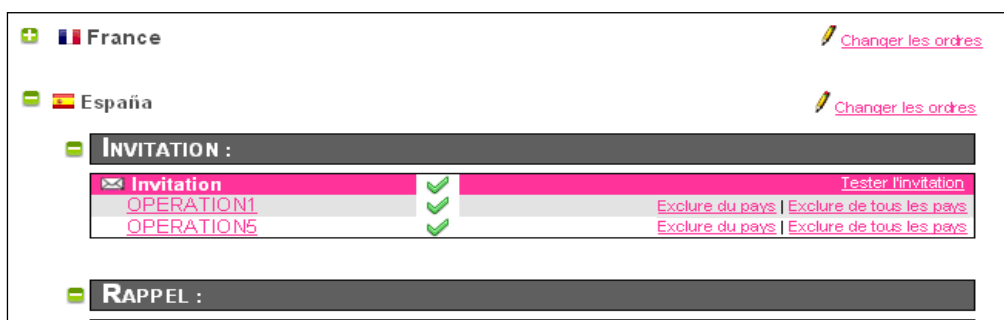 France Changer les ordres
España Changer les ordres
INVITATION :
Invitation Tester l'invitation
OPERATION1 Exclure du pays | Exclure de tous les pays
OPERATION5 Exclure du pays | Exclure de tous les pays
RAPPEL :